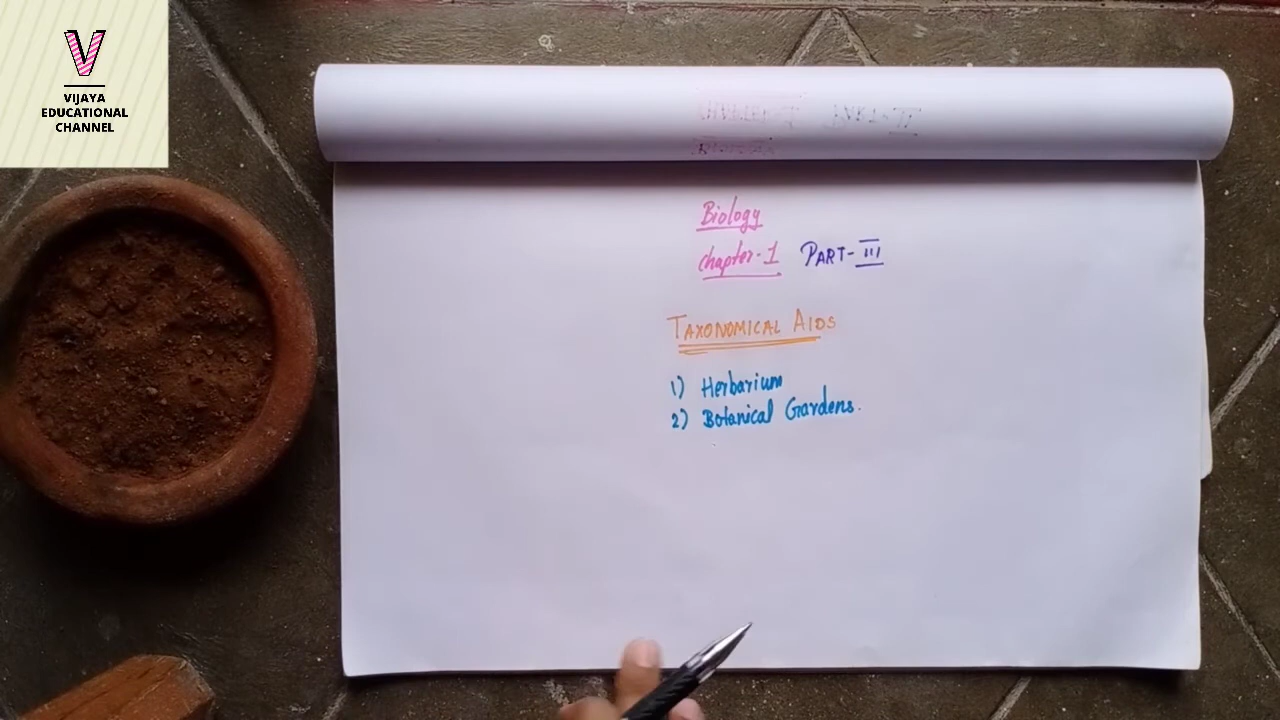 V
VIJAYA
EDUCATIONAL
CHANNEL
Biology
chapter-1 PART-III
TAXONOMICAL AIDS
1) Herbarium
2) Botanical Gardens.